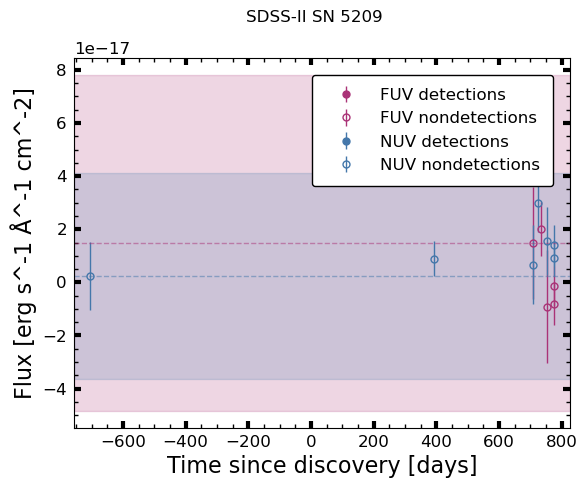 SDSS-II SN 5209
1e−17
8
6
4
2
0
−2
−4
Flux [erg s^-1 Å^-1 cm^-2]
FUV detections
FUV nondetections
NUV detections
NUV nondetections
−600 −400 −200 0 200 400 600 800
Time since discovery [days]